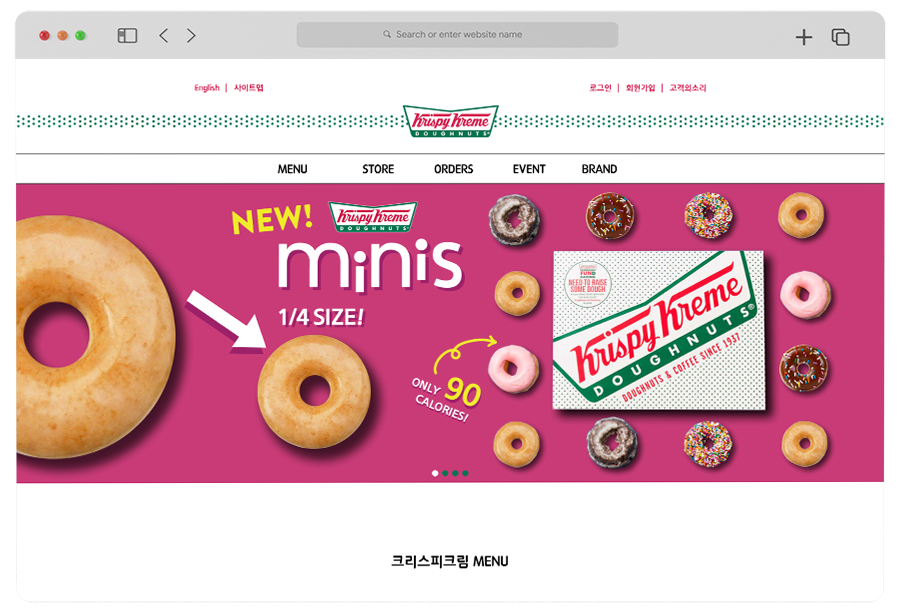 Search or enter website name
English | 사이트맵
로그인 | 회원가입 | 고객의소리
Krispy Kreme
DOUGHNUTS
MENU STORE ORDERS EVENT BRAND
NEW!
Krispy Kreme
DOUGHNUTS
minis
1/4 SIZE!
ONLY 90
CALORIES!
FUND
NEED TO RAISE
SOME DOUGH
Krispy Kreme
DOUGHNUTS
DOUGHNUTS & COFFEE SINCE 1937
크리스피크림 MENU